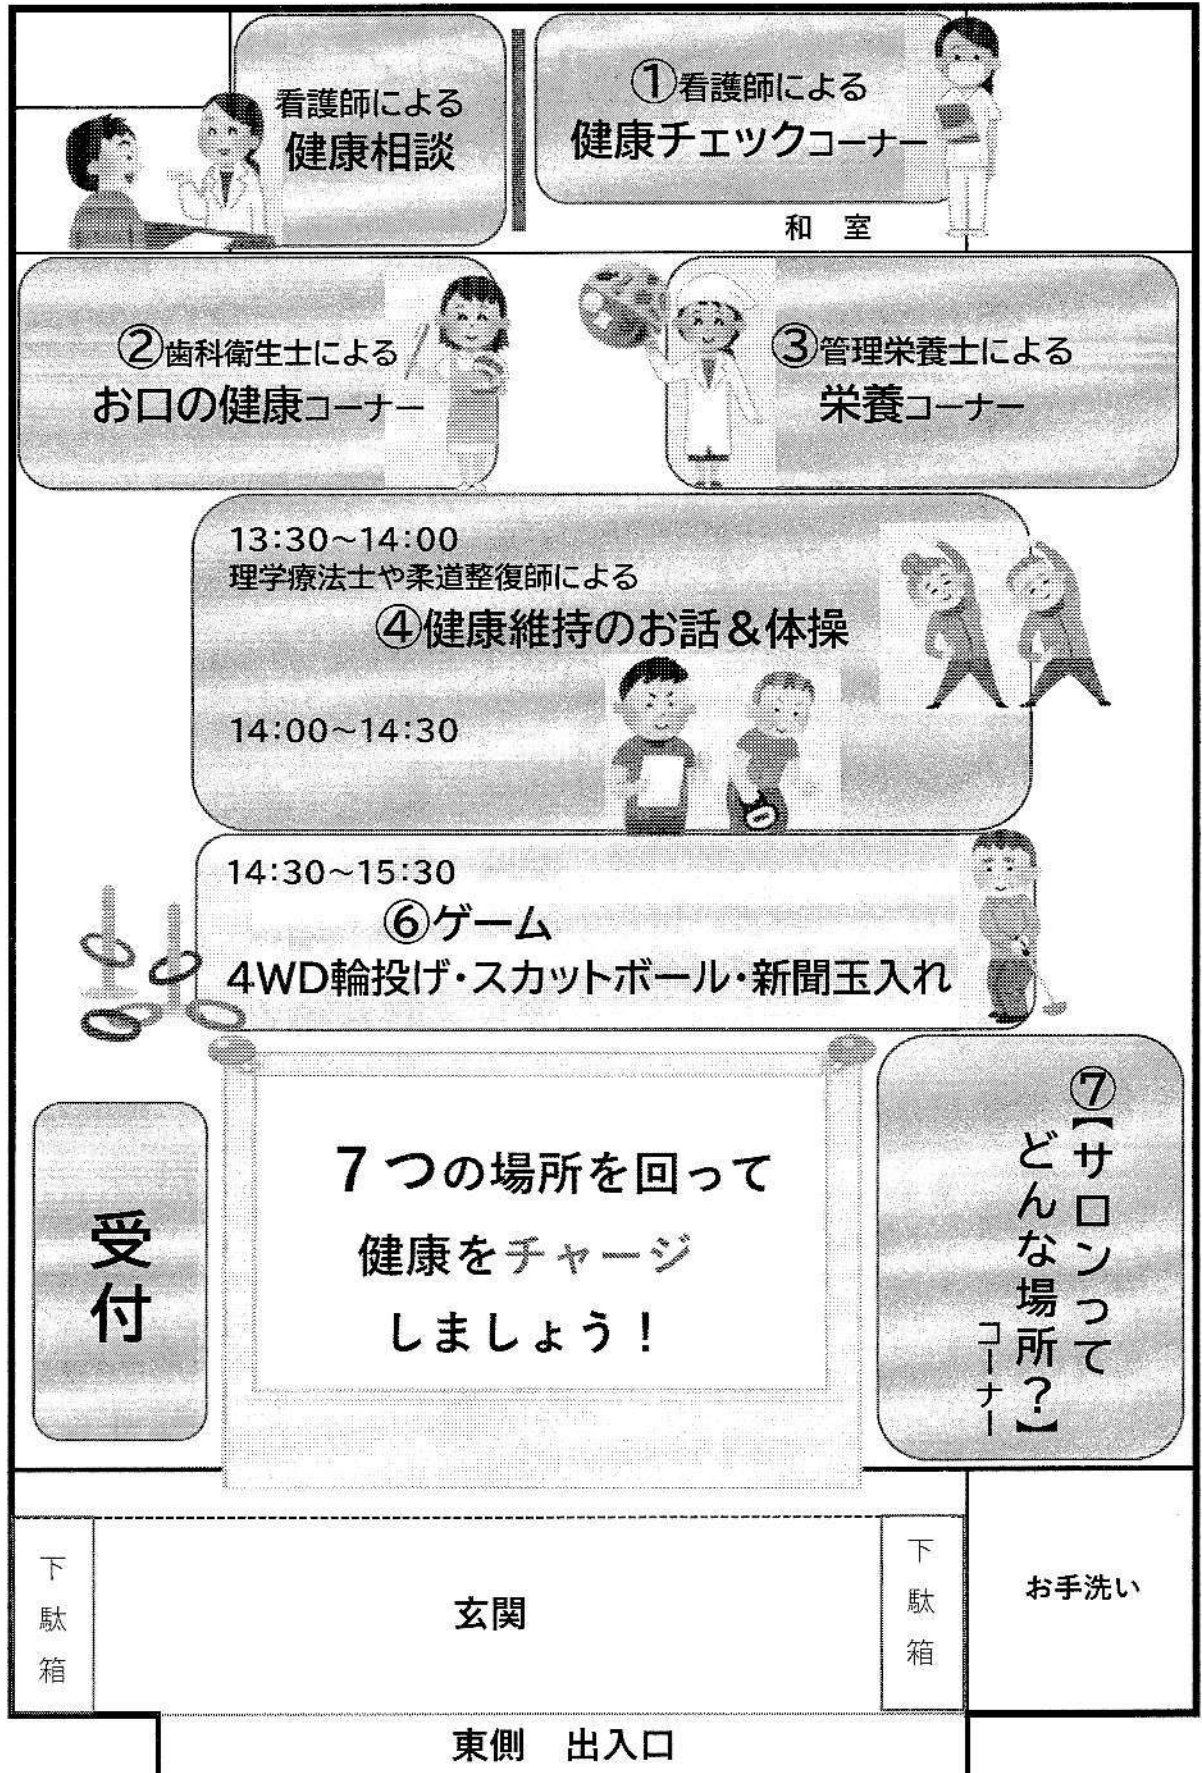 看護師による
健康相談
①看護師による
健康チェックコーナー
和 室
②歯科衛生士による
お口の健康コーナー
③管理栄養士による
栄養コーナー
13:30～14:00
理学療法士や柔道整復師による
④健康維持のお話＆体操
14:00～14:30
14:30～15:30
⑥ゲーム
4WD輪投げ・スカットボール・新聞玉入れ
７つの場所を回って
健康をチャージ
しましょう！
受付
⑦【サロンって
どんな場所？】
コーナー
下駄箱
玄関
下駄箱
お手洗い
東側 出入口